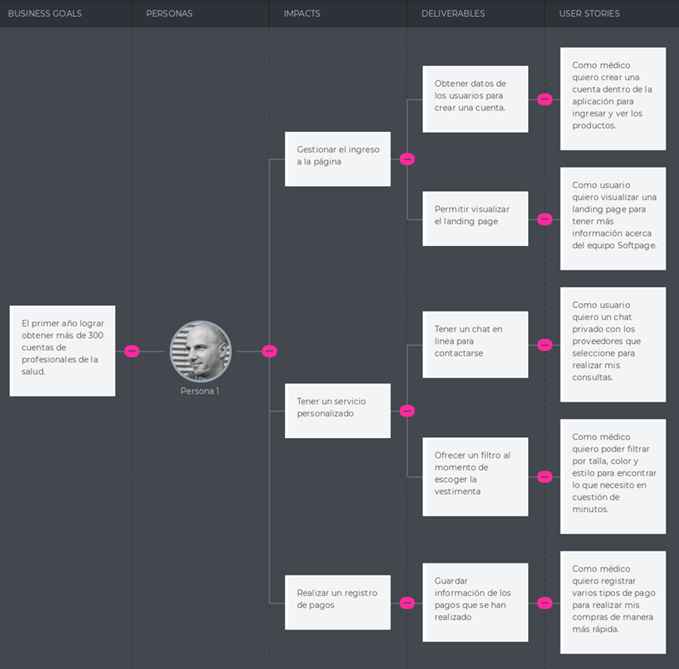 BUSINESS GOALS
PERSONAS
IMPACTS
DELIVERABLES
USER STORIES
El primer año lograr
obtener más de 300
cuentas de
profesionales de la
salud.
Persona 1
Gestionar el ingreso
a la página
Obtener datos de
los usuarios para
crear una cuenta.
Como médico
quiero crear una
cuenta dentro de la
aplicación para
ingresar y ver los
productos.
Permitir visualizar
el landing page
Como usuario
quiero visualizar una
landing page para
tener más
información acerca
del equipo Softpage.
Tener un servicio
personalizado
Tener un chat en
linea para
contactarse
Como usuario
quiero un chat
privado con los
proveedores que
seleccione para
realizar mis
consultas.
Ofrecer un filtro al
momento de
escoger la
vestimenta
Como médico
quiero poder filtrar
por talla, color y
estilo para encontrar
lo que necesito en
cuestión de
minutos.
Realizar un registro
de pagos
Guardar
información de los
pagos que se han
realizado
Como médico
quiero registrar
varios tipos de pago
para realizar mis
compras de manera
más rápida.